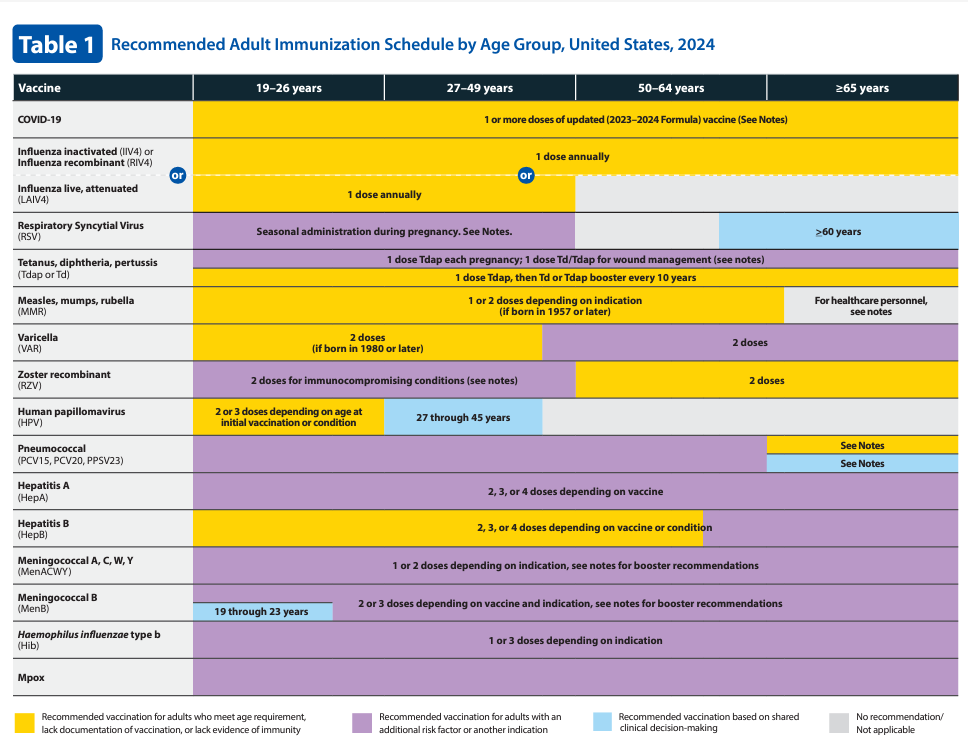 Table 1 Recommended Adult Immunization Schedule by Age Group, United States, 2024
Vaccine 19–26 years 27–49 years 50–64 years ≥65 years
COVID-19
1 or more doses of updated (2023–2024 Formula) vaccine (See Notes)
Influenza inactivated (IIV4) or
Influenza recombinant (RIV4)
1 dose annually
or or
Influenza live, attenuated
(LAIV4)
1 dose annually
Respiratory Syncytial Virus
(RSV)
Seasonal administration during pregnancy. See Notes.
≥60 years
Tetanus, diphtheria, pertussis
(Tdap or Td)
1 dose Tdap each pregnancy; 1 dose Td/Tdap for wound management (see notes)
1 dose Tdap, then Td or Tdap booster every 10 years
Measles, mumps, rubella
(MMR)
1 or 2 doses depending on indication
(if born in 1957 or later)
For healthcare personnel,
see notes
Varicella
(VAR)
2 doses
(if born in 1980 or later)
2 doses
Zoster recombinant
(RZV)
2 doses for immunocompromising conditions (see notes)
2 doses
Human papillomavirus
(HPV)
2 or 3 doses depending on age at
initial vaccination or condition
27 through 45 years
Pneumococcal
(PCV15, PCV20, PPSV23)
See Notes
See Notes
Hepatitis A
(HepA)
2, 3, or 4 doses depending on vaccine
Hepatitis B
(HepB)
2, 3, or 4 doses depending on vaccine or condition
Meningococcal A, C, W, Y
(MenACWY)
1 or 2 doses depending on indication, see notes for booster recommendations
Meningococcal B
(MenB)
19 through 23 years
2 or 3 doses depending on vaccine and indication, see notes for booster recommendations
Haemophilus influenzae type b
(Hib)
1 or 3 doses depending on indication
Mpox
Recommended vaccination for adults who meet age requirement,
lack documentation of vaccination, or lack evidence of immunity
Recommended vaccination for adults with an
additional risk factor or another indication
Recommended vaccination based on shared
clinical decision-making
No recommendation/
Not applicable